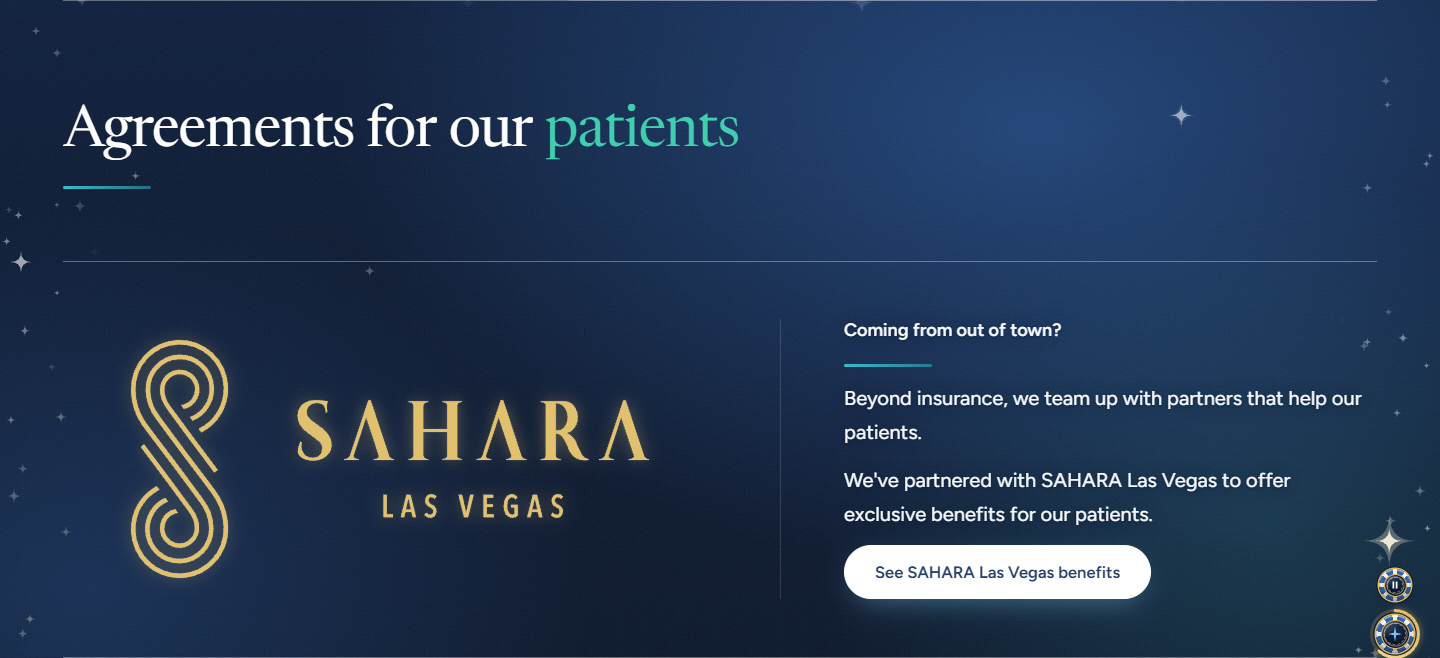 Agreements for our patients
SAHARA
LAS VEGAS
Coming from out of town?
Beyond insurance, we team up with partners that help our
patients.
We've partnered with SAHARA Las Vegas to offer
exclusive benefits for our patients.
See SAHARA Las Vegas benefits